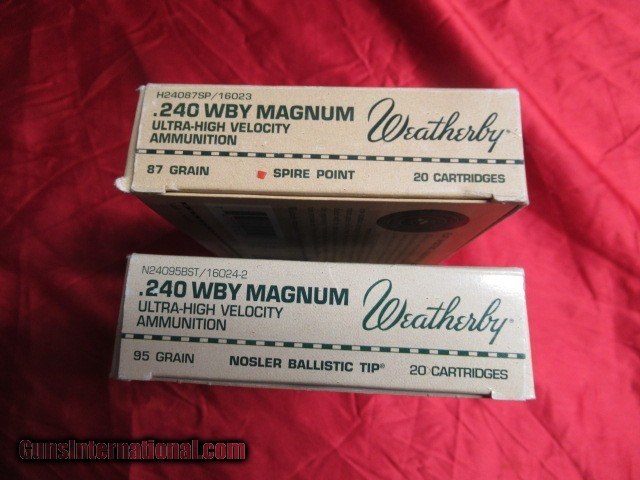 H24087SP/16023
.240 WBY MAGNUM
ULTRA-HIGH VELOCITY
AMMUNITION
Weatherby®
87 GRAIN SPIRE POINT 20 CARTRIDGES
N24095BST/16024-2
.240 WBY MAGNUM
ULTRA-HIGH VELOCITY
AMMUNITION
Weatherby®
95 GRAIN NOSLER BALLISTIC TIP® 20 CARTRIDGES
GunsInternational.com